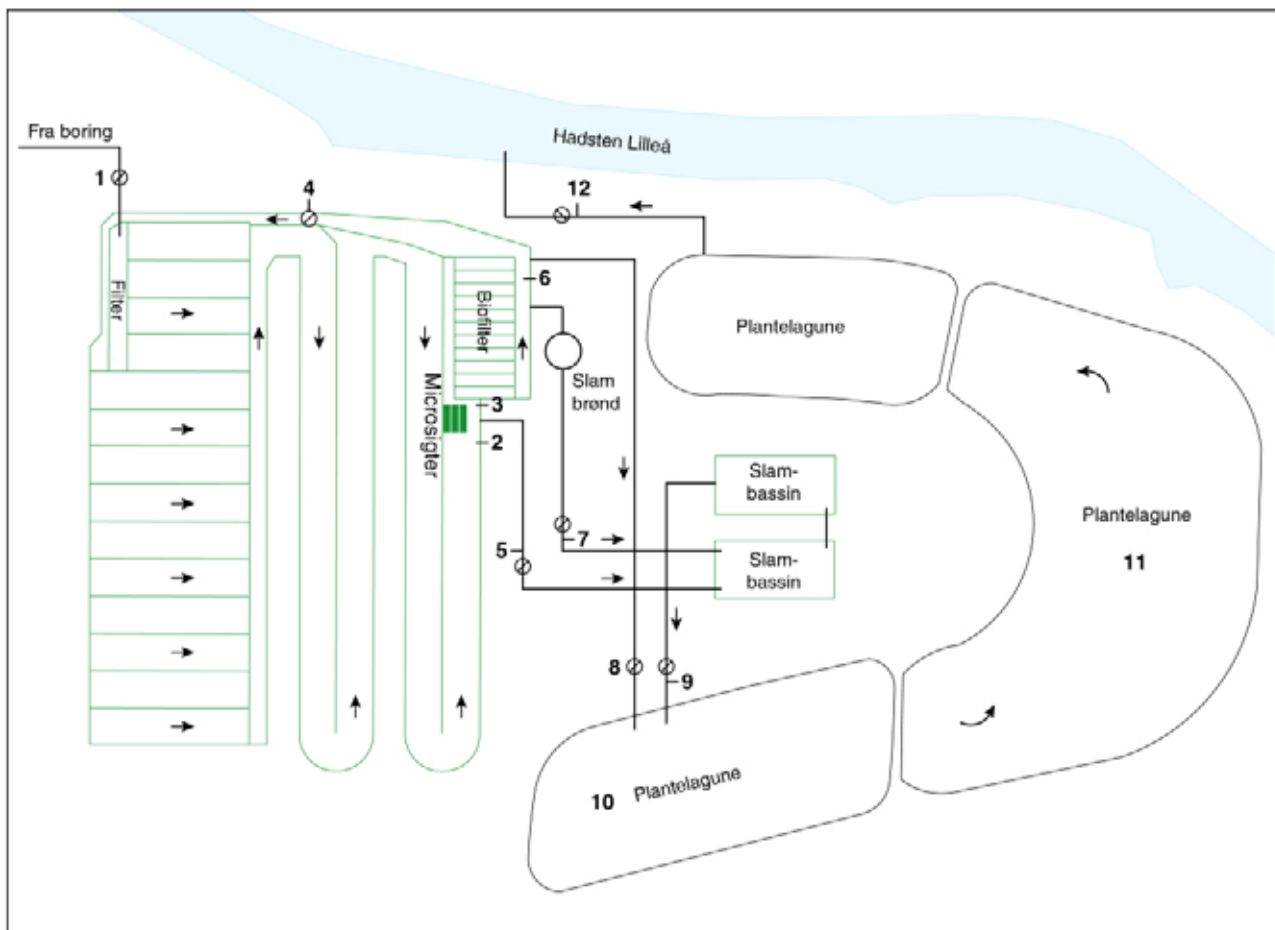 Fra boring
Hadsten Lilleå
1
4
12
6
Filter
Biofilter
Plantelagune
Slam
brønd
Microsigter
3
2
Slam-
bassin
Plantelagune
11
5
7
Slam-
bassin
8
9
10
Plantelagune